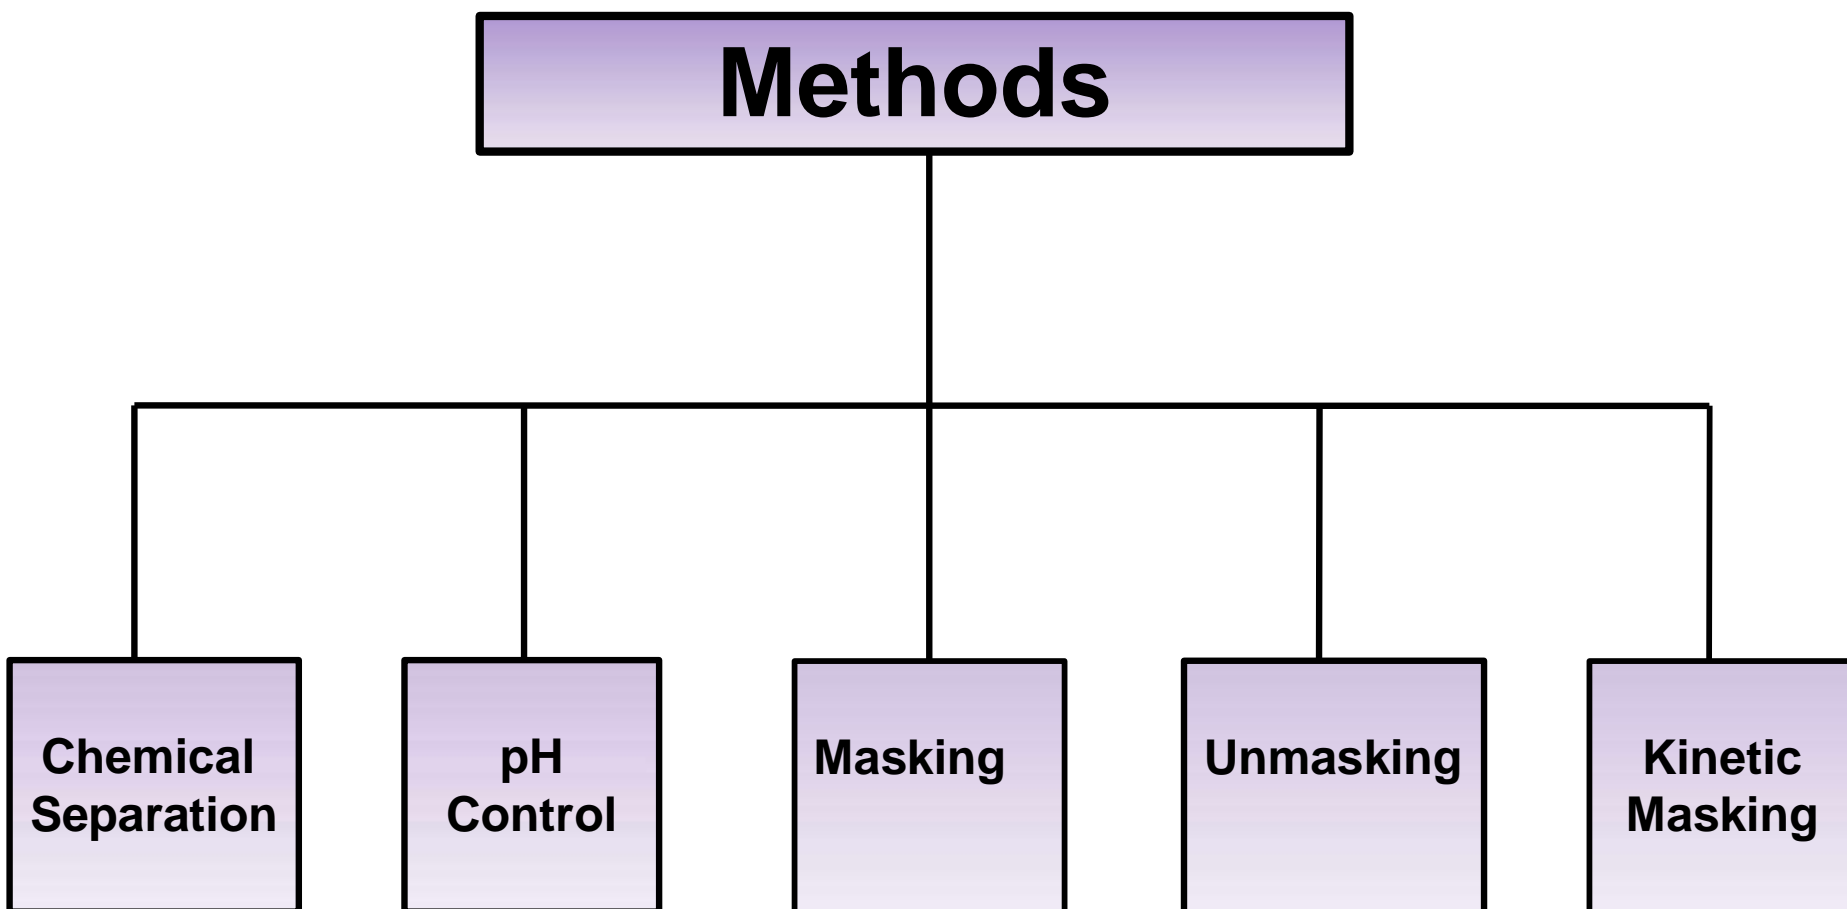 Methods
Chemical
Separation
pH
Control
Masking
Unmasking
Kinetic
Masking